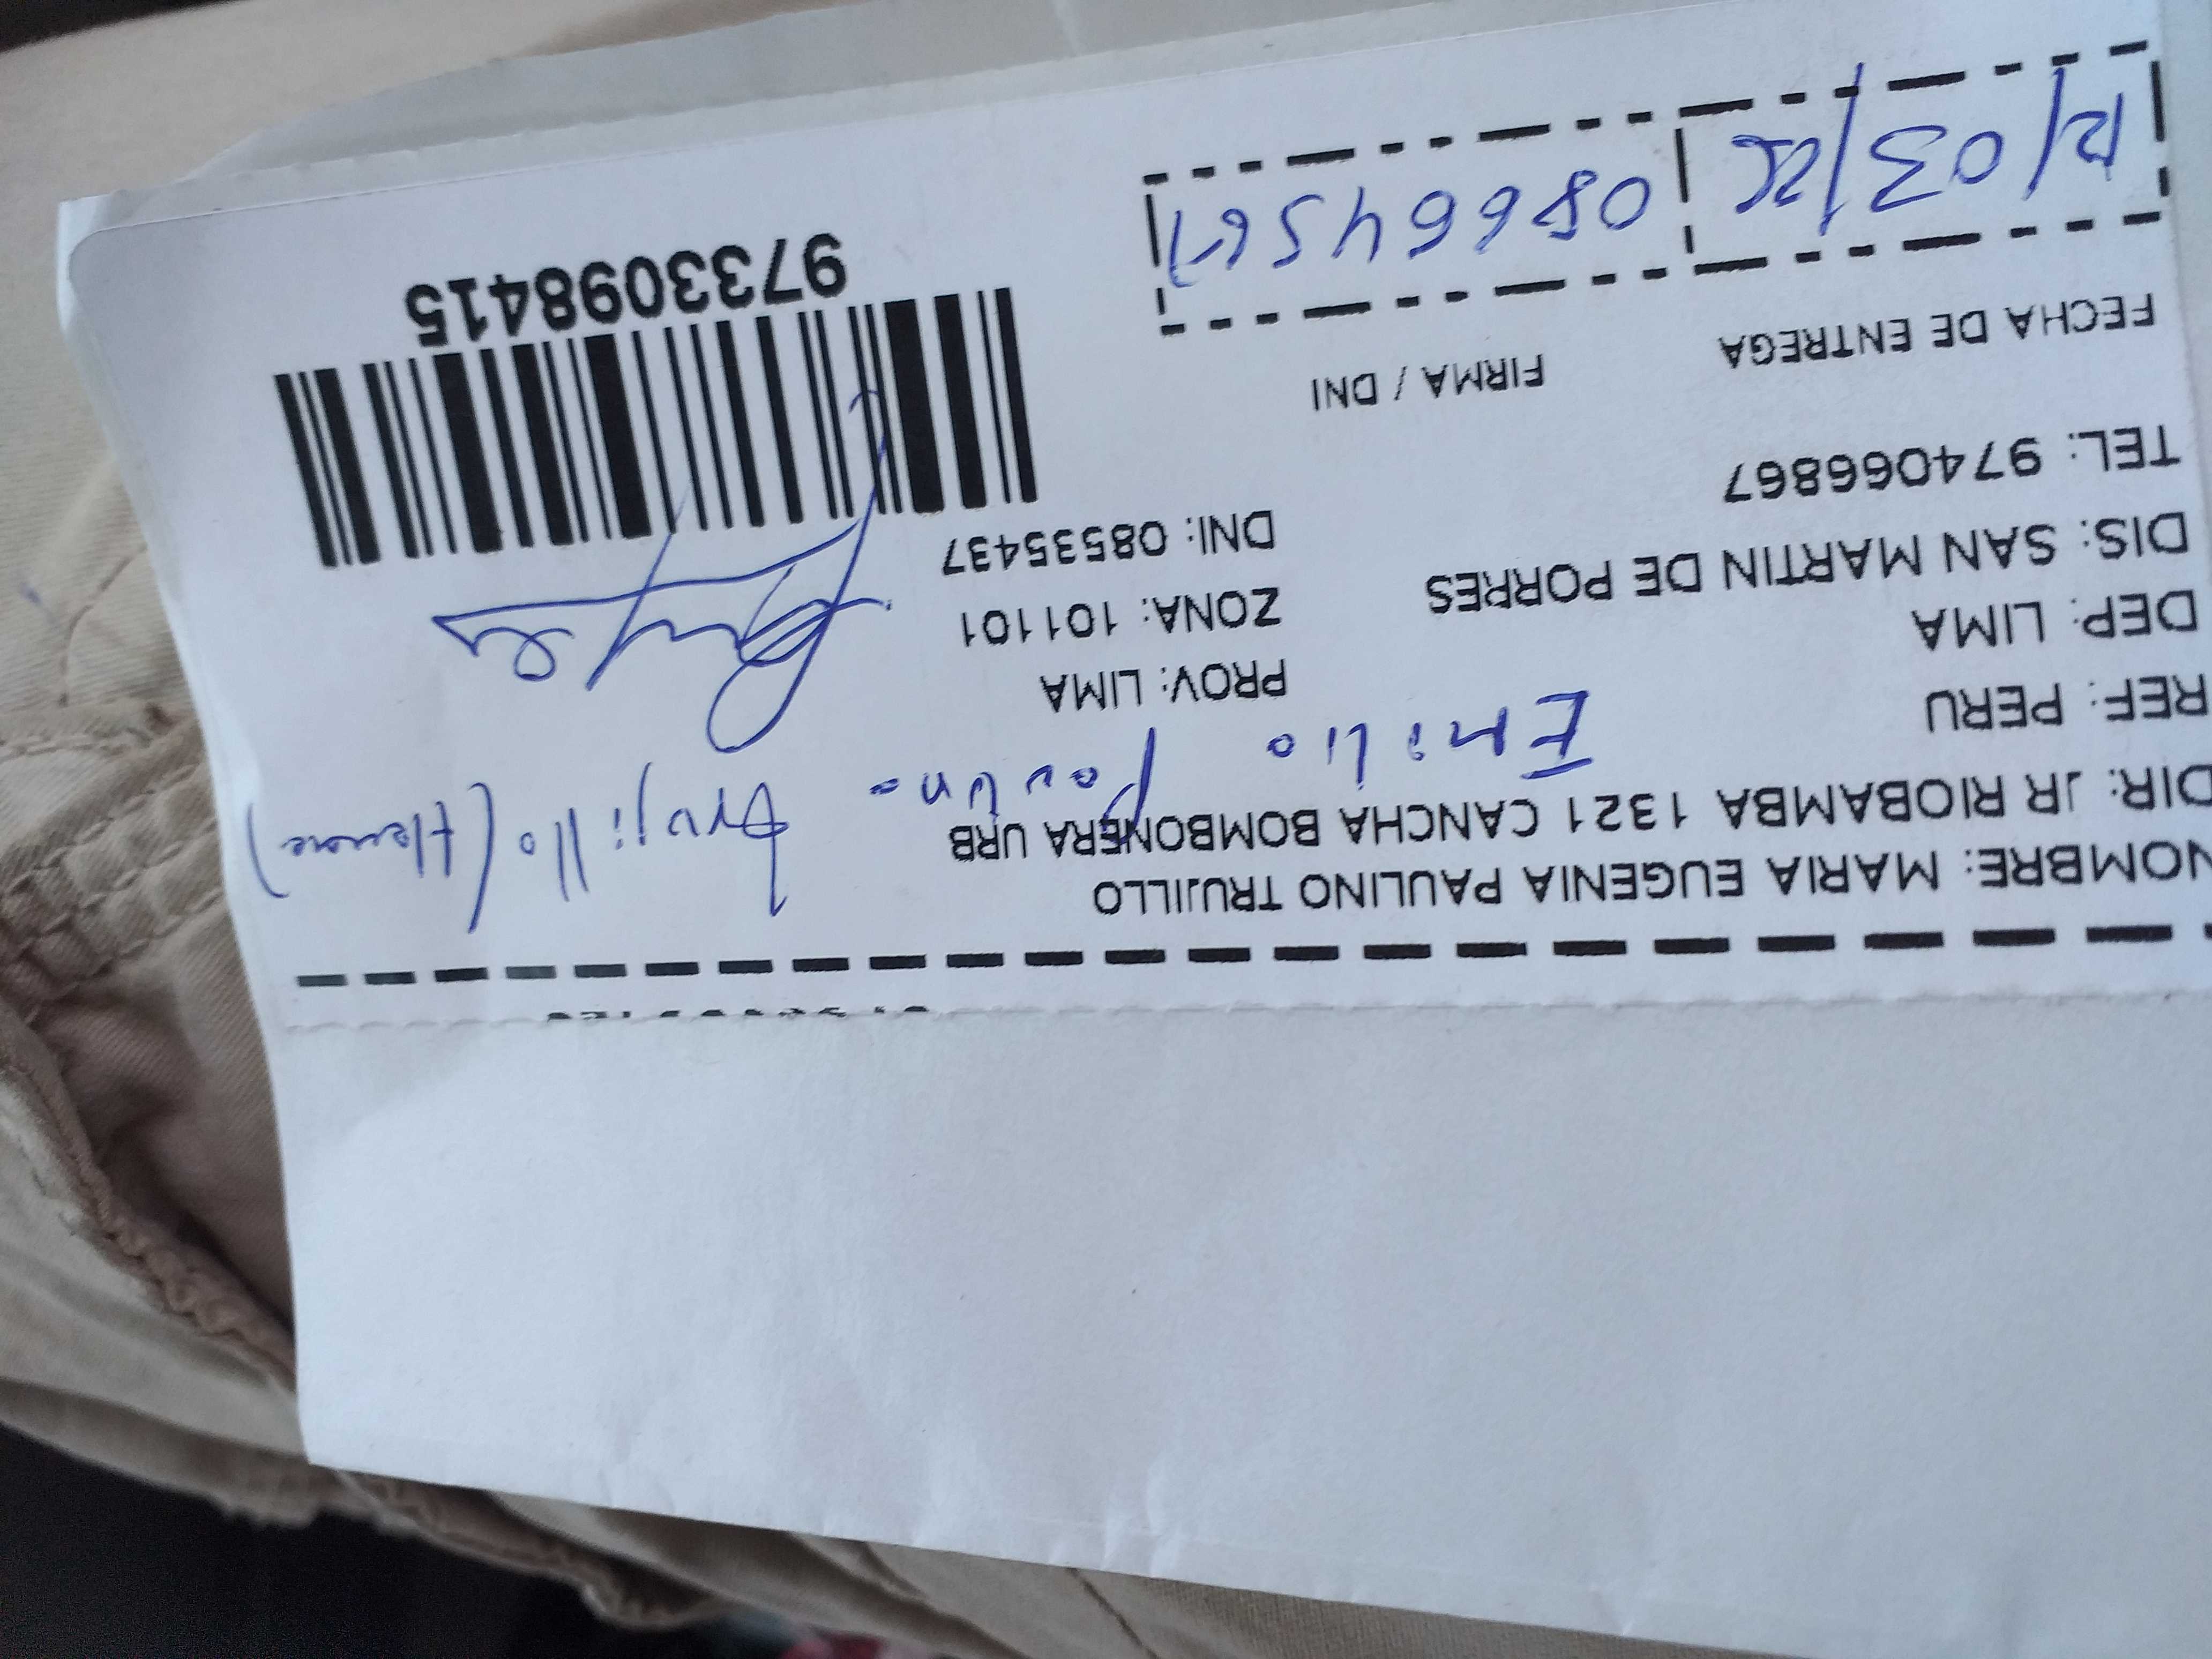 NOMBRE: MARIA EUGENIA PAULINO TRUJILLO
DIR: JR RIOBAMBA 1321 CANCHA BOMBONERA URB
Emilio Paulino Trujillo
REF: PERU
PROV: LIMA
DEP: LIMA
ZONA: 101101
DIS: SAN MARTIN DE PORRES
DNI: 08535437
TEL: 974066867
FECHA DE ENTREGA
FIRMA / DNI
12/03/26
08664567
9733098415